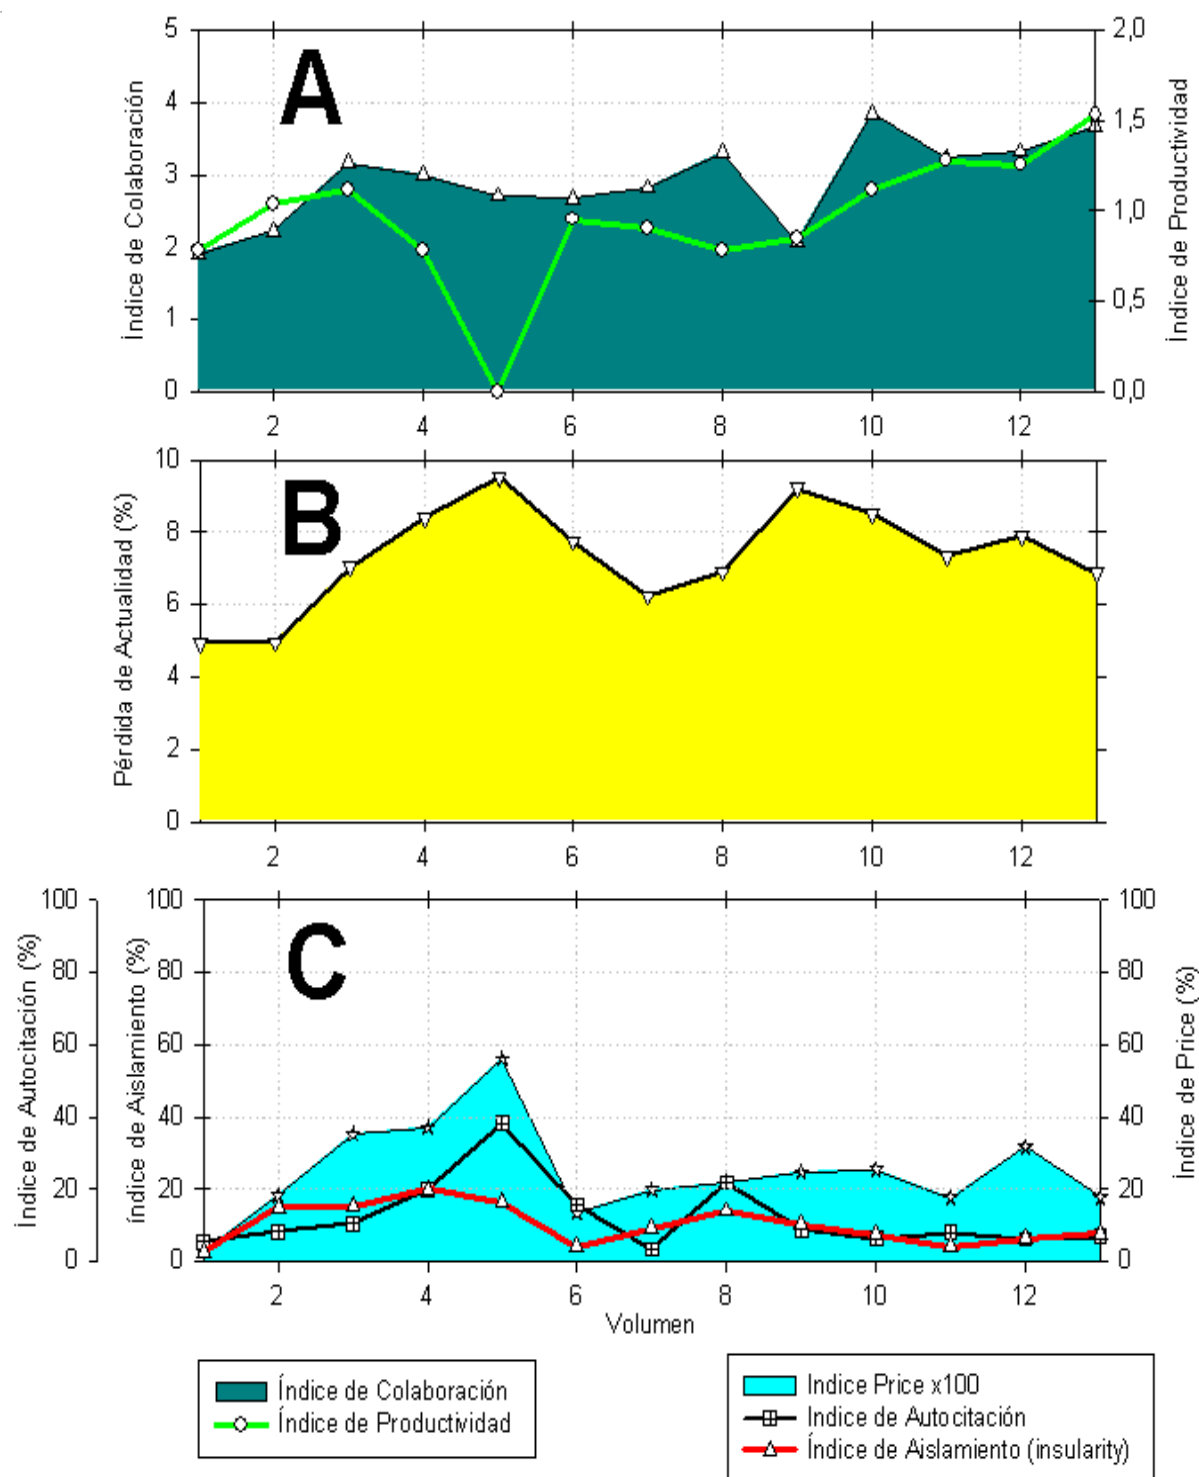 A
Índice de Colaboración
5
4
3
2
1
0
Índice de Productividad
2,0
1,5
1,0
0,5
0,0
2 4 6 8 10 12
B
Pérdida de Actualidad (%)
10
8
6
4
2
0
2 4 6 8 10 12
C
Índice de Autocitación (%)
100
80
60
40
20
0
índice de Aislamiento (%)
100
80
60
40
20
0
Índice de Price (%)
100
80
60
40
20
0
2 4 6 8 10 12
Volumen
Índice de Colaboración
Índice de Productividad
Indice Price x100
Indice de Autocitación
Índice de Aislamiento (insularity)